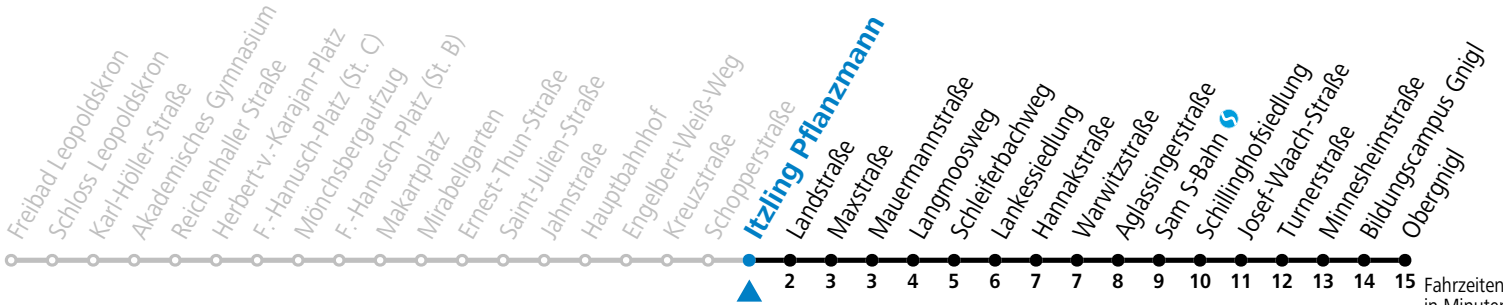 Freibad Leopoldskron
Schloss Leopoldskron
Karl-Höller-Straße
Akademisches Gymnasium
Reichenhaller Straße
Herbert-v.-Karajan-Platz
F.-Hanusch-Platz (St. C)
Mönchsbergaufzug
F.-Hanusch-Platz (St. B)
Makartplatz
Mirabellgarten
Ernest-Thun-Straße
Saint-Julien-Straße
Jahnstraße
Hauptbahnhof
Engelbert-Weiß-Weg
Kreuzstraße
Schopperstraße
Itzling Pflanzmann
Landstraße
Maxstraße
Mauermannstraße
Langmoosweg
Schleiferbachweg
Lankessiedlung
Hannakstraße
Warwitzstraße
Aglassingerstraße
Sam S-Bahn
Schillinghofsiedlung
Josef-Waach-Straße
Turnerstraße
Minnesheimstraße
Bildungscampus Gnigl
Obergnigl
2 3 3 4 5 6 7 7 8 9 10 11 12 13 14 15 Fahrzeiten
in Minuten